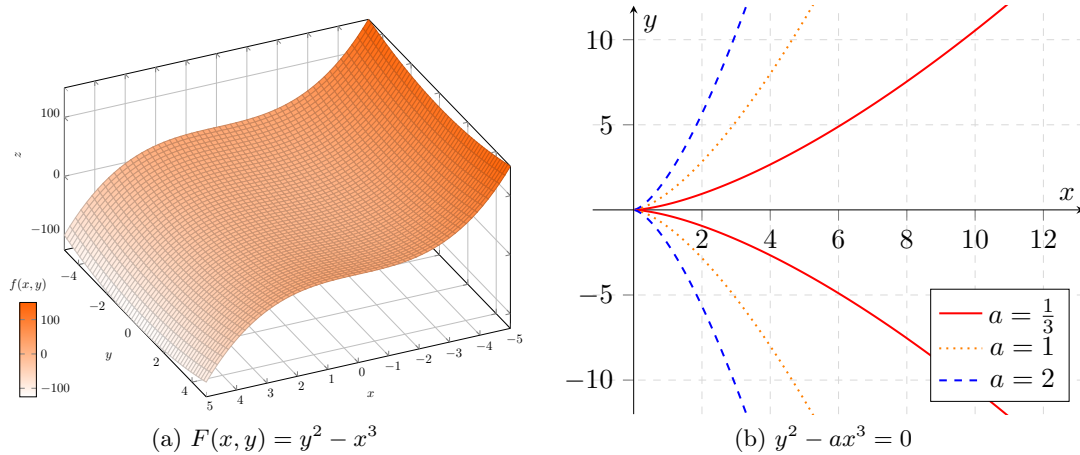 100
0
−100
z
−4
−2
0
2
4
y
5
4
3
2
1
0
−1
−2
−3
−4
−5
x
f(x, y)
100
0
−100
(a) F(x, y) = y² − x³
y
10
5
−5
−10
x
2
4
6
8
10
12
a = 1/3
a = 1
a = 2
(b) y² − ax³ = 0